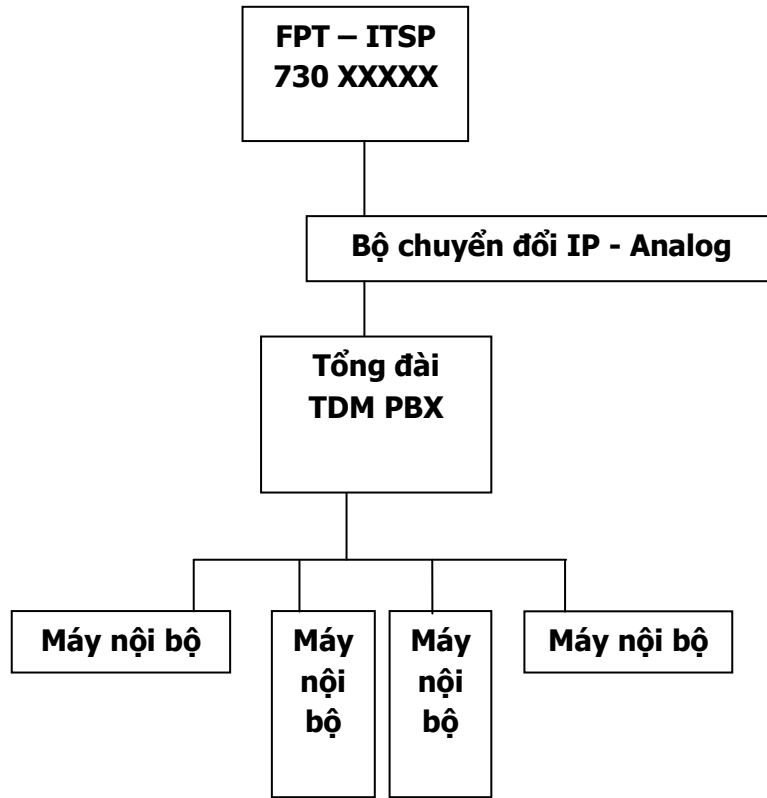 FPT – ITSP
730 XXXXX
Bộ chuyển đổi IP - Analog
Tổng đài
TDM PBX
Máy nội bộ
Máy
nội
bộ
Máy
nội
bộ
Máy nội bộ